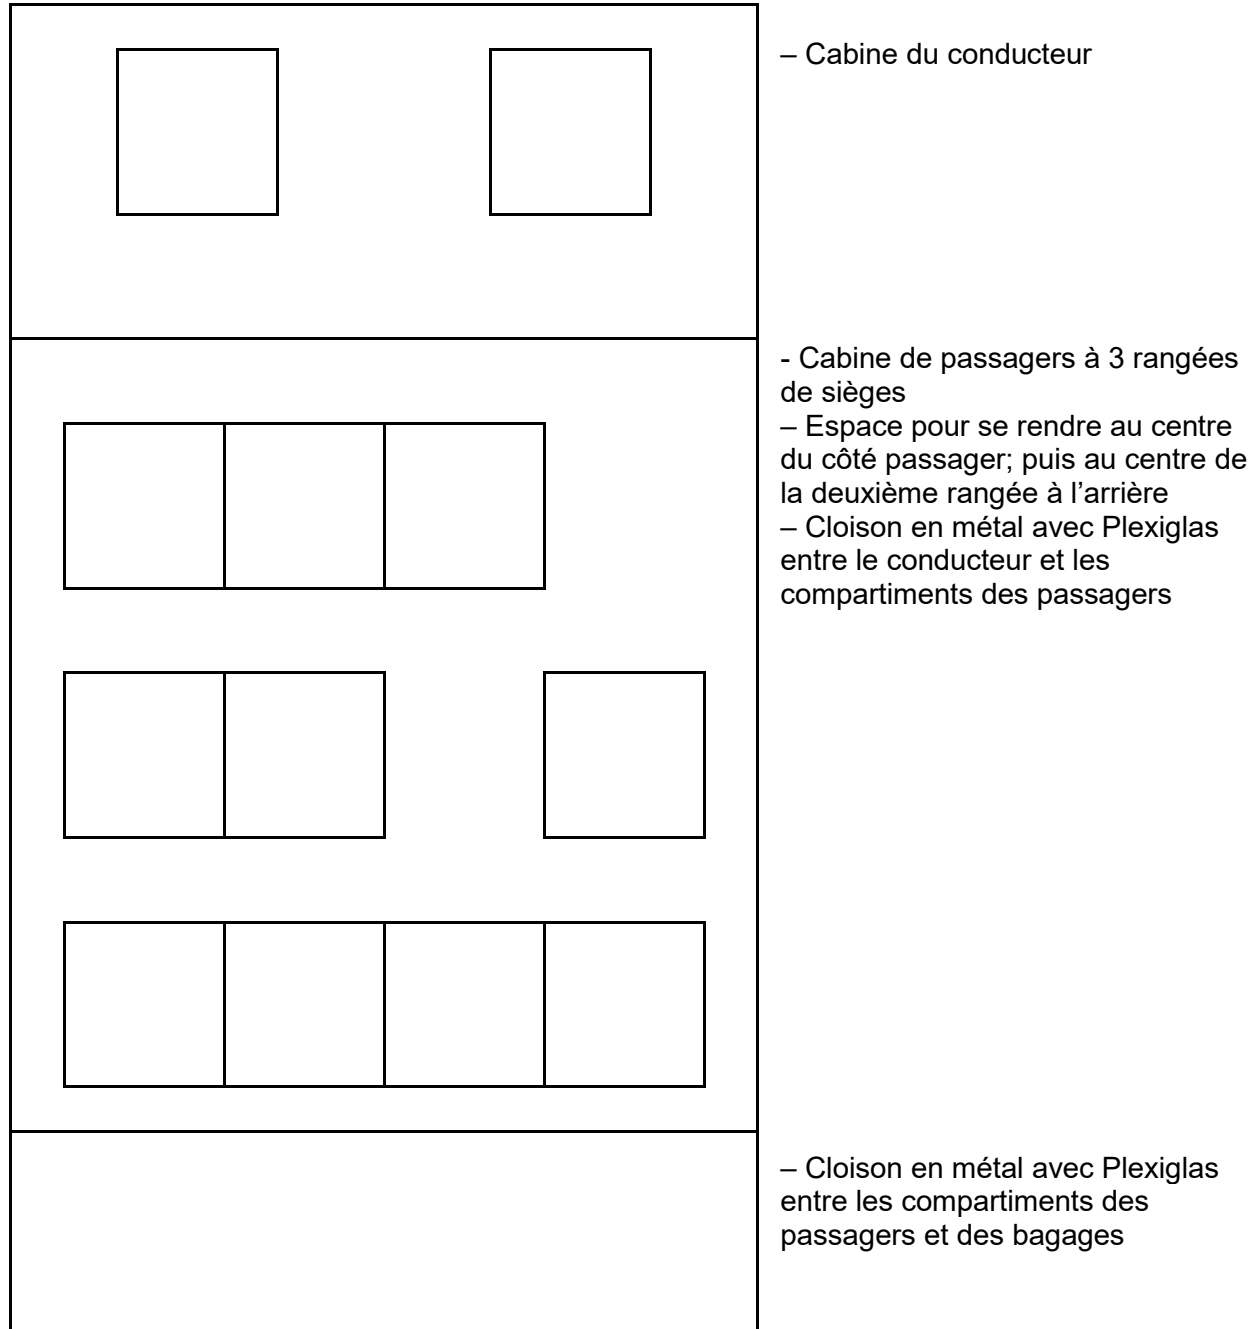 – Cabine du conducteur
- Cabine de passagers à 3 rangées
de sièges
– Espace pour se rendre au centre
du côté passager; puis au centre de
la deuxième rangée à l’arrière
– Cloison en métal avec Plexiglas
entre le conducteur et les
compartiments des passagers
– Cloison en métal avec Plexiglas
entre les compartiments des
passagers et des bagages